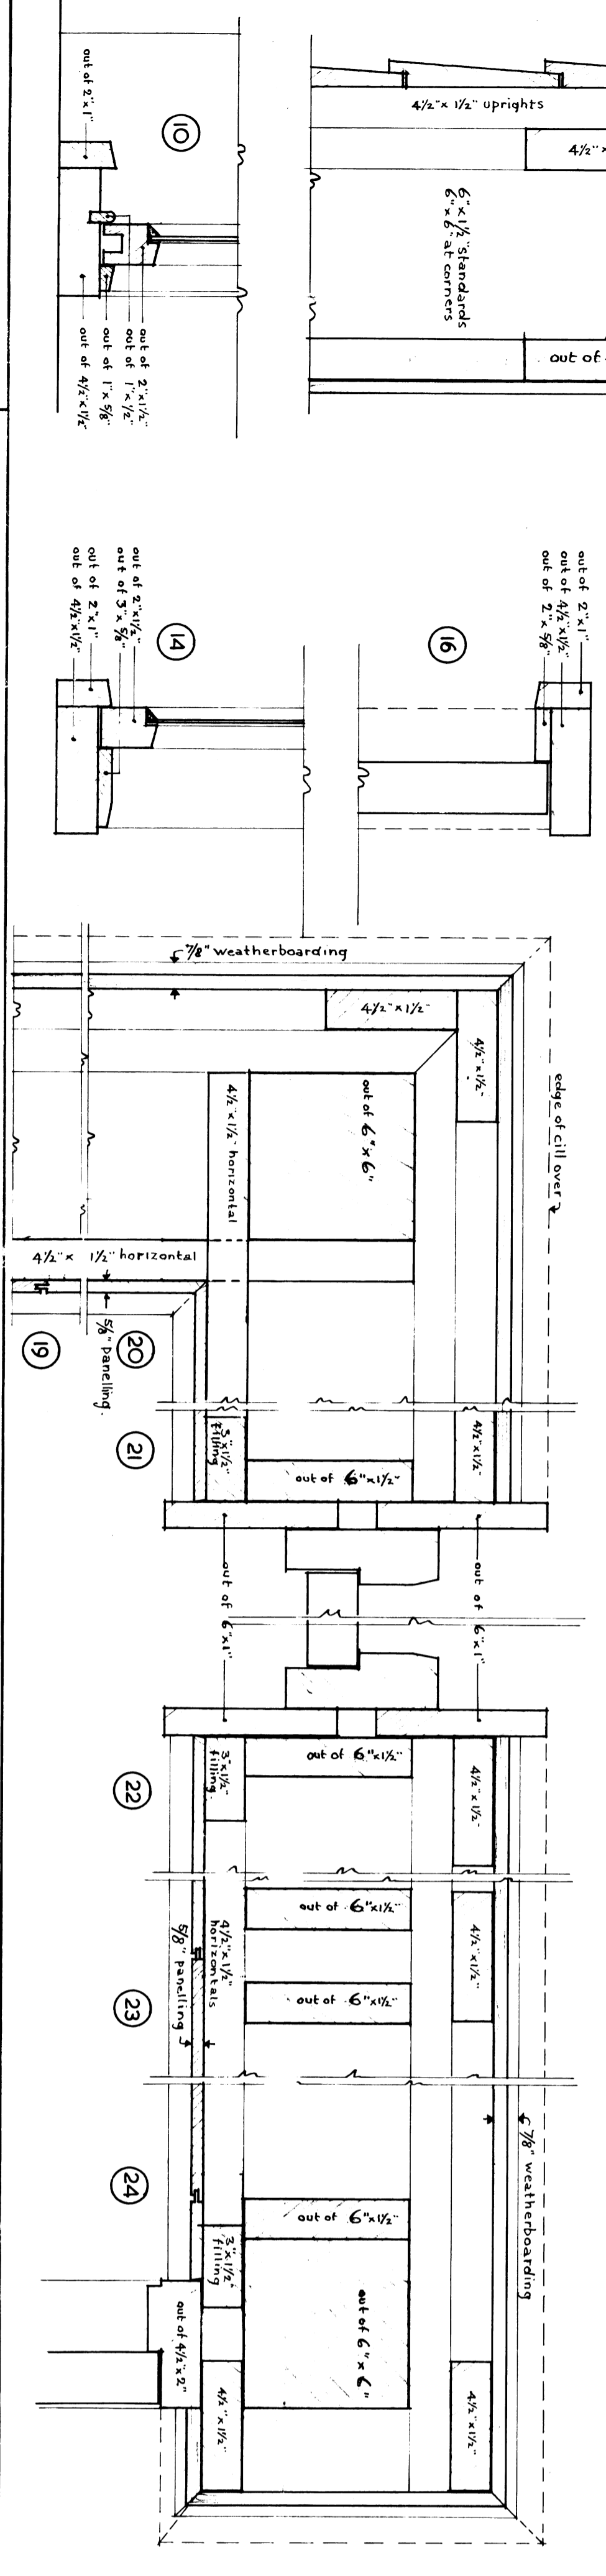 4½"x 1½" uprights
4½"x
6"x1½" standards
6"x6" at corners
out of
out of 2"x1"
10
out of 2"x1½"
out of 1"x½"
out of 1"x⅝"
out of 4½"x1½"
out of 2"x1"
out of 4½"x1½"
out of 2"x⅝"
16
14
out of 2"x1½"
out of 3"x⅝"
out of 2"x1"
out of 4½"x1½"
⅞" weatherboarding
4½"x1½"
4½"x1½"
edge of cill over
out of 6"x6"
4½"x1½" horizontal
4½"x 1½" horizontal
⅝" panelling.
19
20
21
3"x1½"
filling
out of 6"x1½"
4½"x1½"
out of 6"x1"
out of 6"x1"
22
3"x1½"
filling.
out of 6"x1½"
4½"x1½"
out of 6"x1½"
4½"x1½"
4½"x1½"
horizontals
⅝" panelling
23
out of 6"x1½"
⅞" weatherboarding
24
out of 6"x1½"
3"x1½"
filling
out of 6"x6"
out of 4½"x2"
4½"x1½"
4½"x1½"